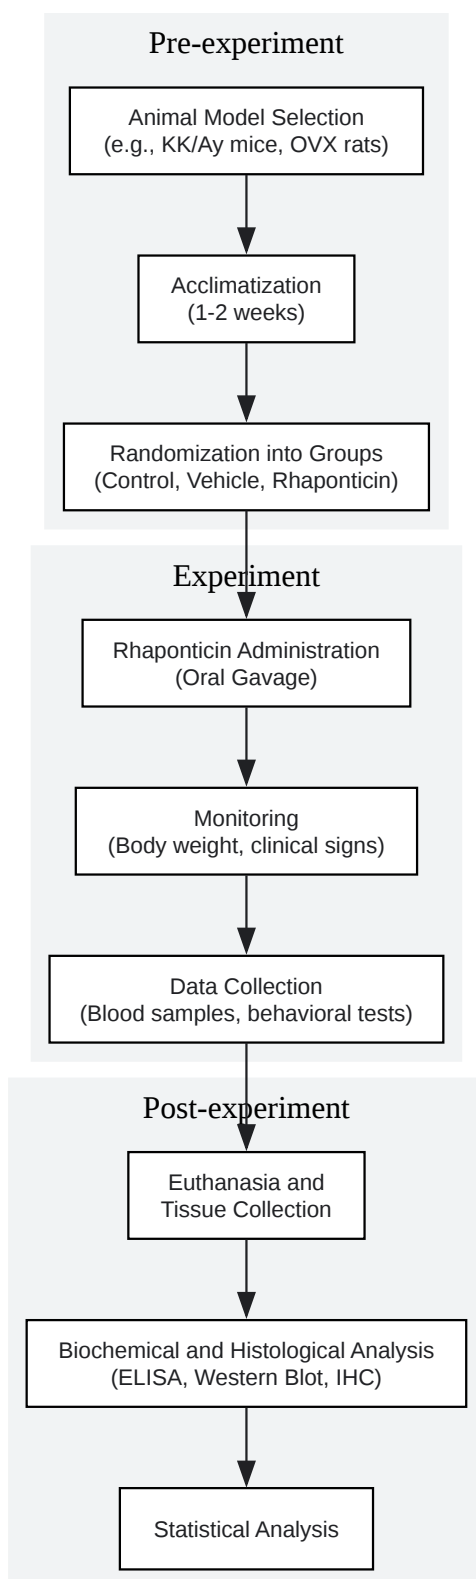 Pre-experiment
Animal Model Selection
(e.g., KK/Ay mice, OVX rats)
Acclimatization
(1-2 weeks)
Randomization into Groups
(Control, Vehicle, Rhaponticin)
Experiment
Rhaponticin Administration
(Oral Gavage)
Monitoring
(Body weight, clinical signs)
Data Collection
(Blood samples, behavioral tests)
Post-experiment
Euthanasia and
Tissue Collection
Biochemical and Histological Analysis
(ELISA, Western Blot, IHC)
Statistical Analysis